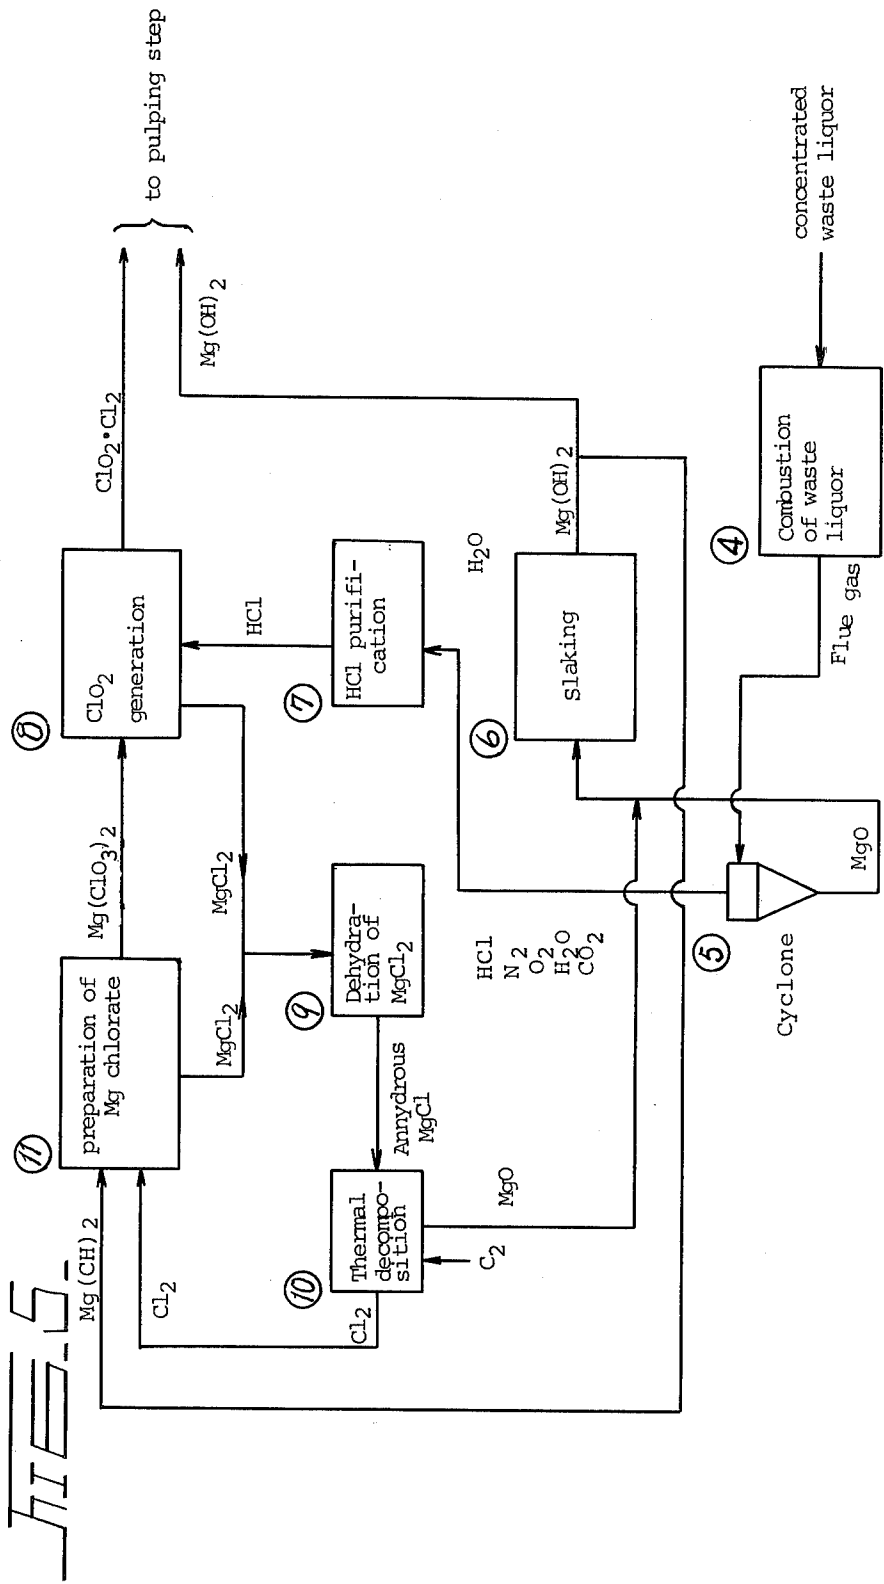 FIG. 5.
to pulping step
ClO2•Cl2
Mg(OH)2
8
ClO2
generation
Mg(ClO3)2
11
preparation of
Mg chlorate
Mg(CH)2
Cl2
HCl
MgCl2
MgCl2
7
HCl purifi-
cation
9
Dehydra-
tion of
MgCl2
Annydrous
MgCl
10
Thermal
decompo-
sition
Cl2
C2
MgO
H2O
Mg(OH)2
6
Slaking
HCl
N2
O2
H2O
CO2
5
Cyclone
MgO
4
Combustion
of waste
liquor
Flue gas
concentrated
waste liquor